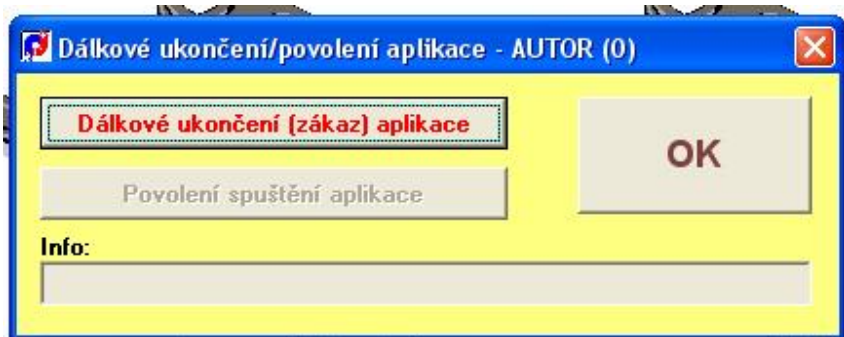 Dálkové ukončení/povolení aplikace - AUTOR (0)
Dálkové ukončení (zákaz) aplikace
OK
Povolení spuštění aplikace
Info: